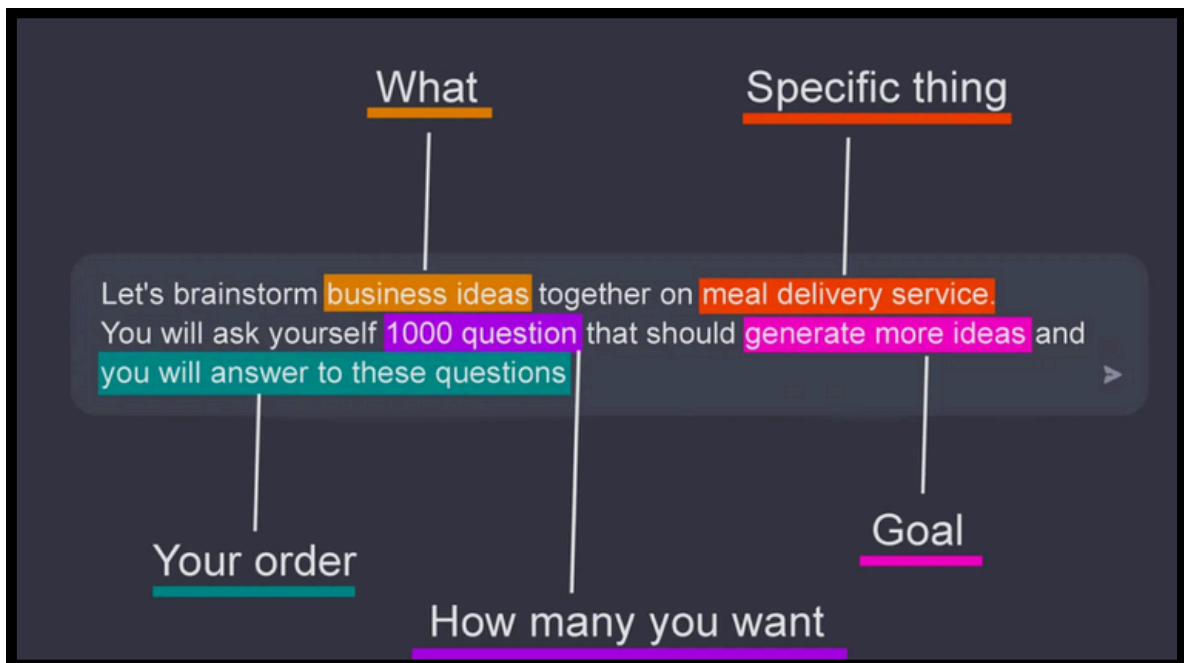 What
Specific thing
Let's brainstorm business ideas together on meal delivery service.
You will ask yourself 1000 question that should generate more ideas and
you will answer to these questions
Your order
Goal
How many you want